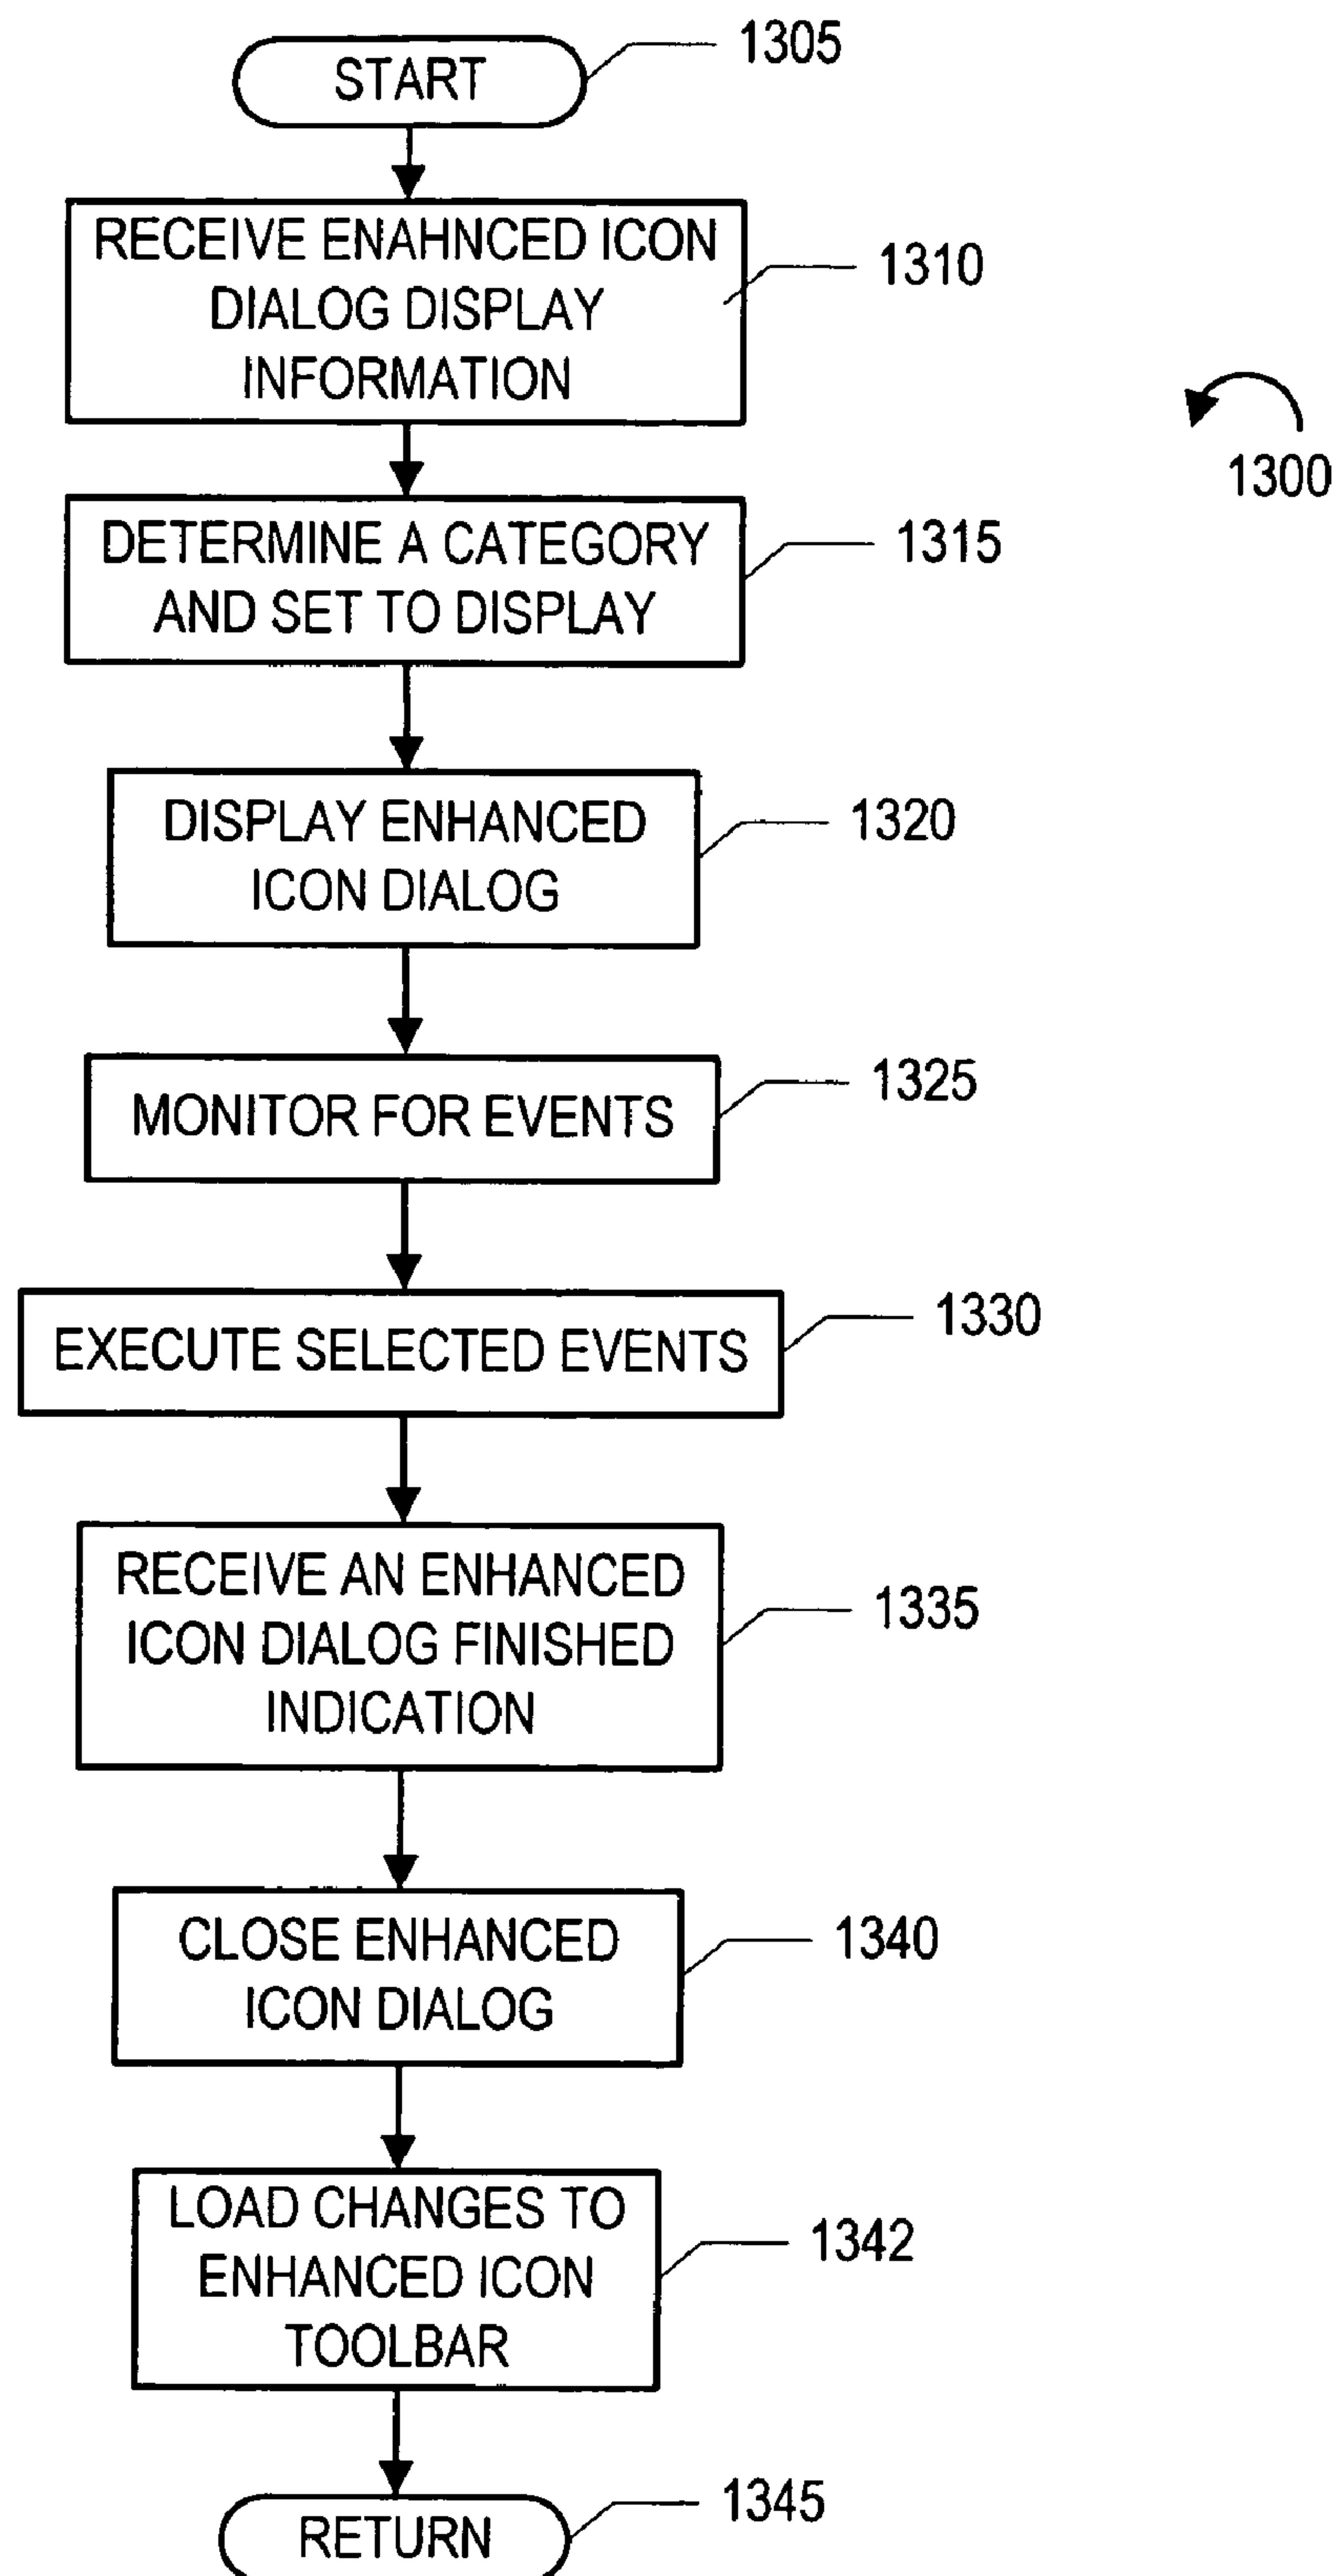 START
1305
RECEIVE ENAHNCED ICON
DIALOG DISPLAY
INFORMATION
1310
1300
DETERMINE A CATEGORY
AND SET TO DISPLAY
1315
DISPLAY ENHANCED
ICON DIALOG
1320
MONITOR FOR EVENTS
1325
EXECUTE SELECTED EVENTS
1330
RECEIVE AN ENHANCED
ICON DIALOG FINISHED
INDICATION
1335
CLOSE ENHANCED
ICON DIALOG
1340
LOAD CHANGES TO
ENHANCED ICON
TOOLBAR
1342
RETURN
1345